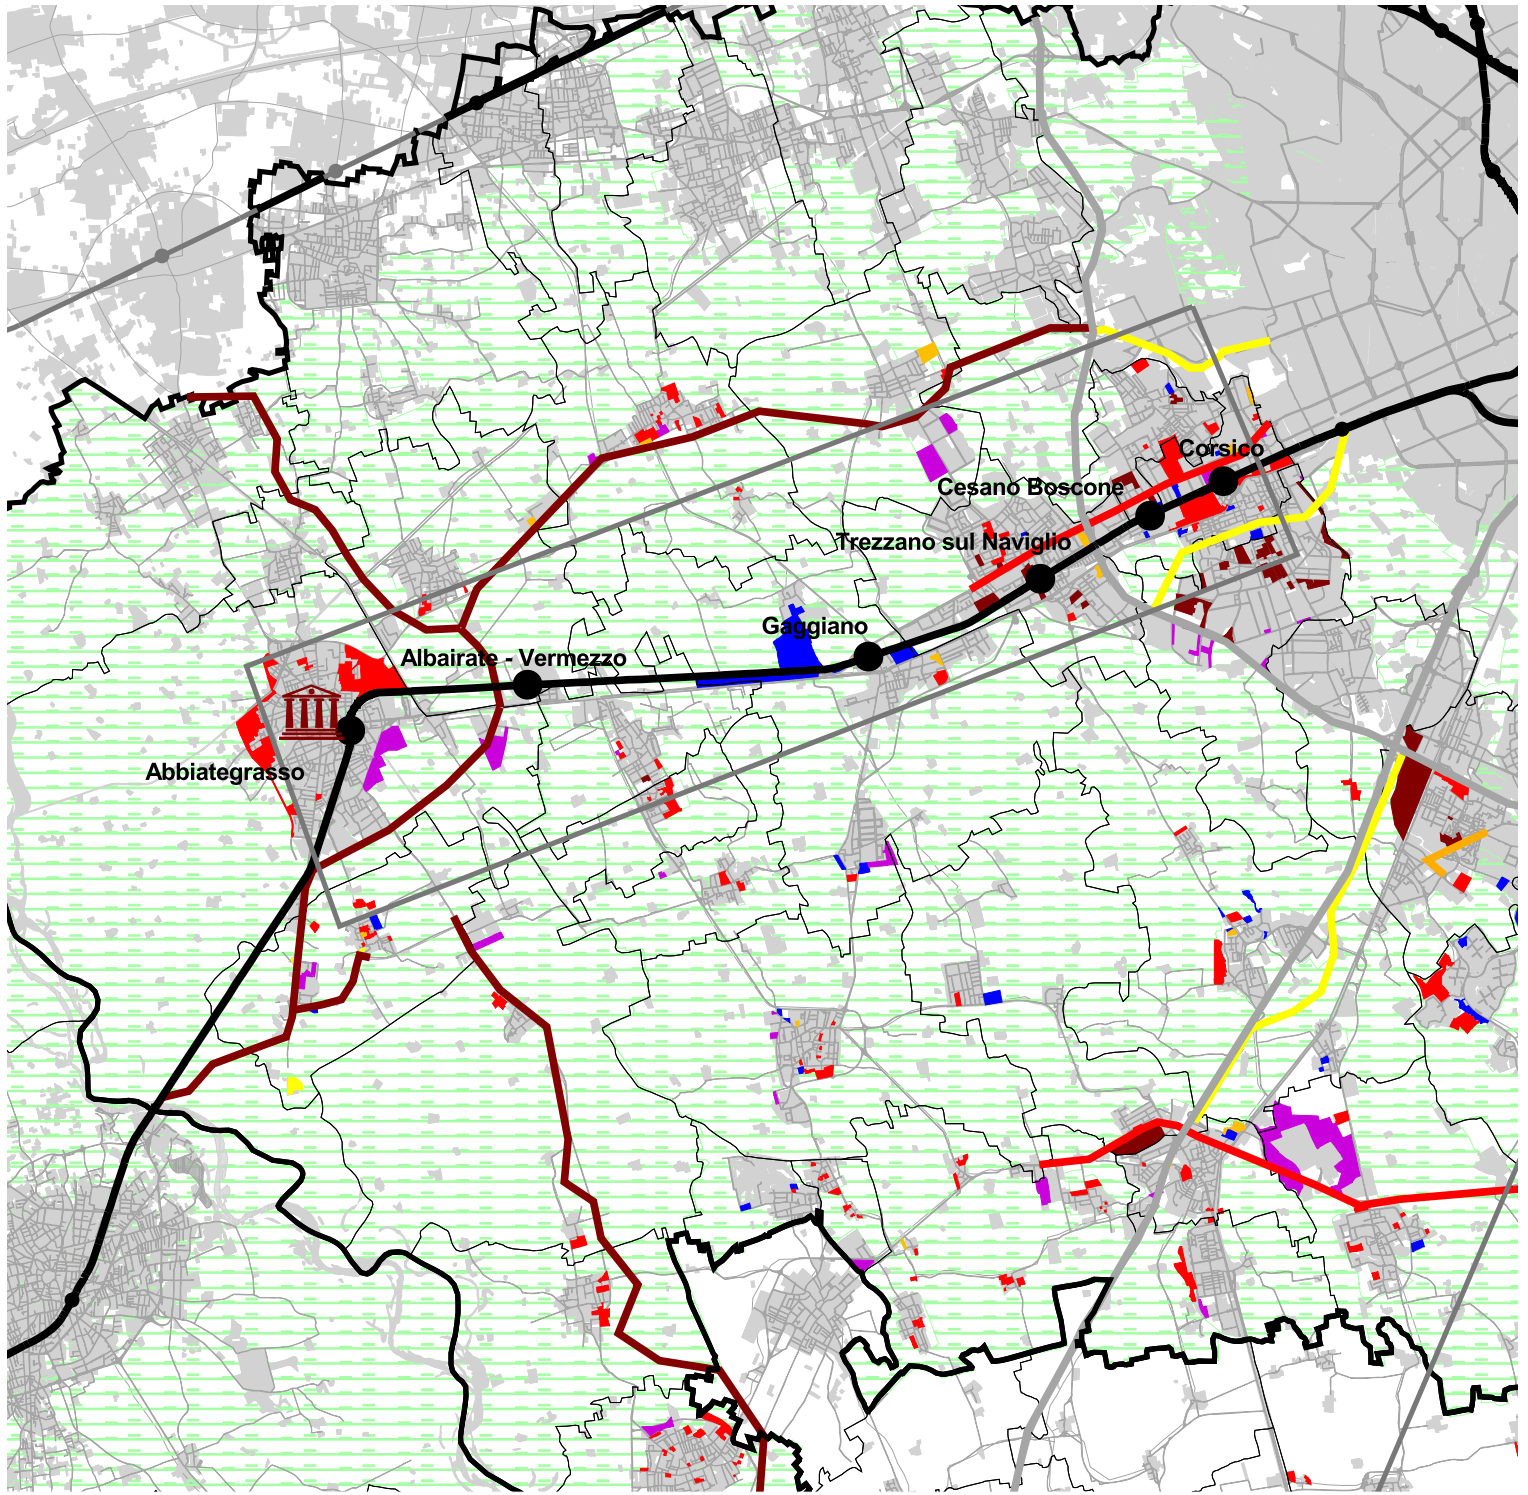 Corsico
Cesano Boscone
Trezzano sul Naviglio
Gaggiano
Albairate - Vermezzo
Abbiategrasso